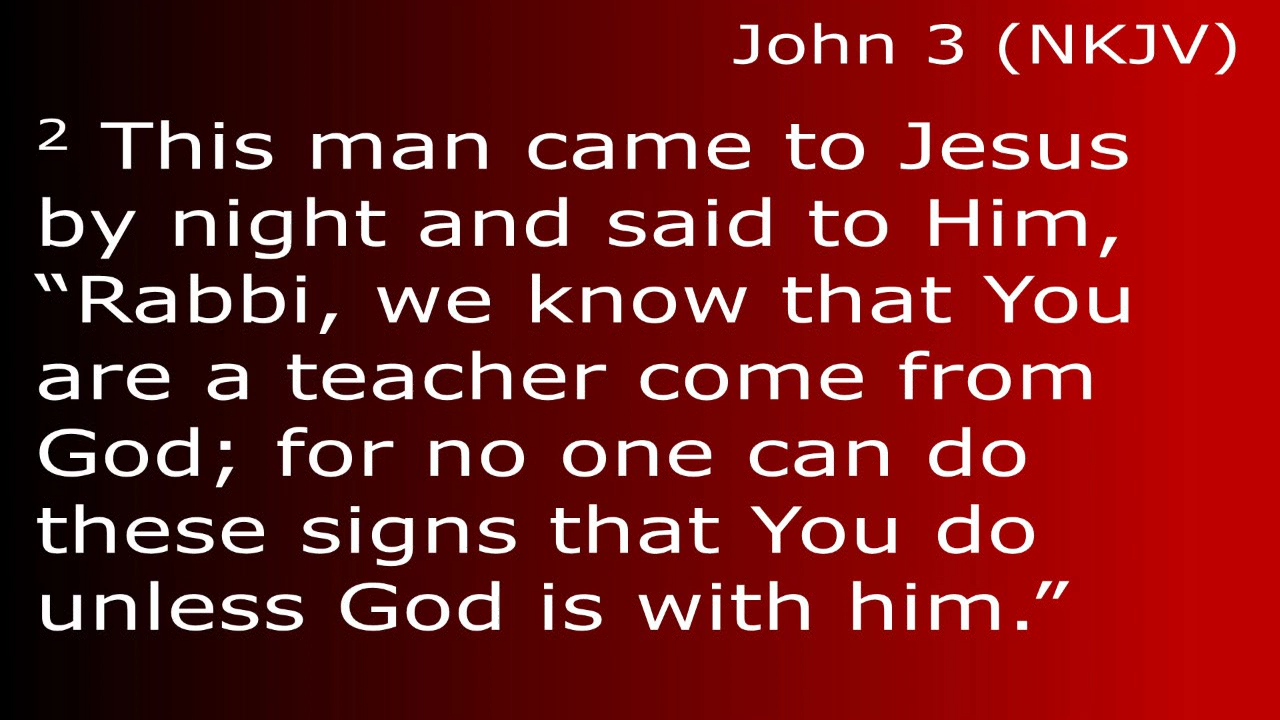 John 3 (NKJV)
² This man came to Jesus
by night and said to Him,
“Rabbi, we know that You
are a teacher come from
God; for no one can do
these signs that You do
unless God is with him.”